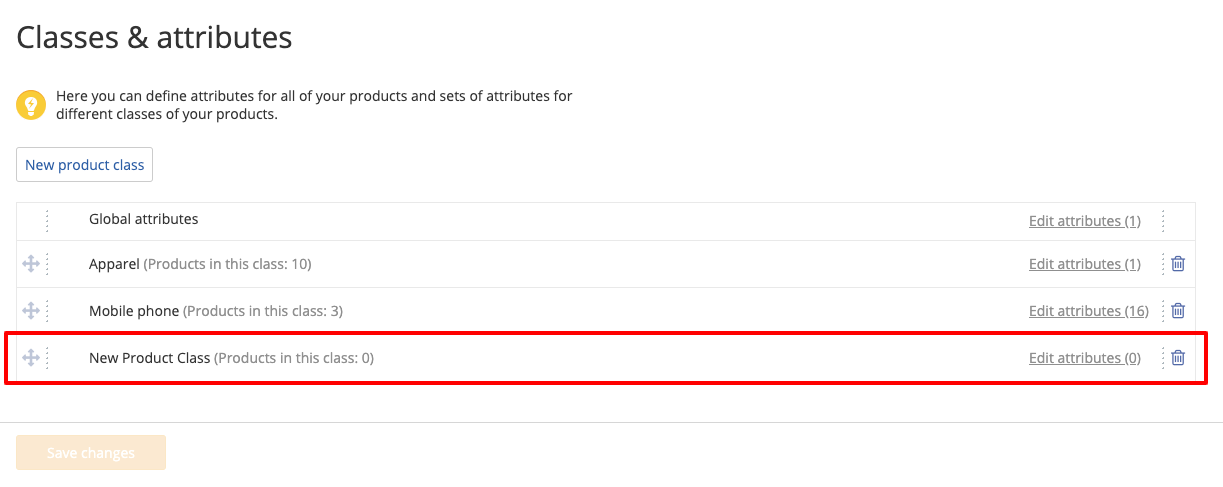 Classes & attributes
Here you can define attributes for all of your products and sets of attributes for
different classes of your products.
New product class
Global attributes Edit attributes (1)
Apparel (Products in this class: 10) Edit attributes (1)
Mobile phone (Products in this class: 3) Edit attributes (16)
New Product Class (Products in this class: 0) Edit attributes (0)
Save changes